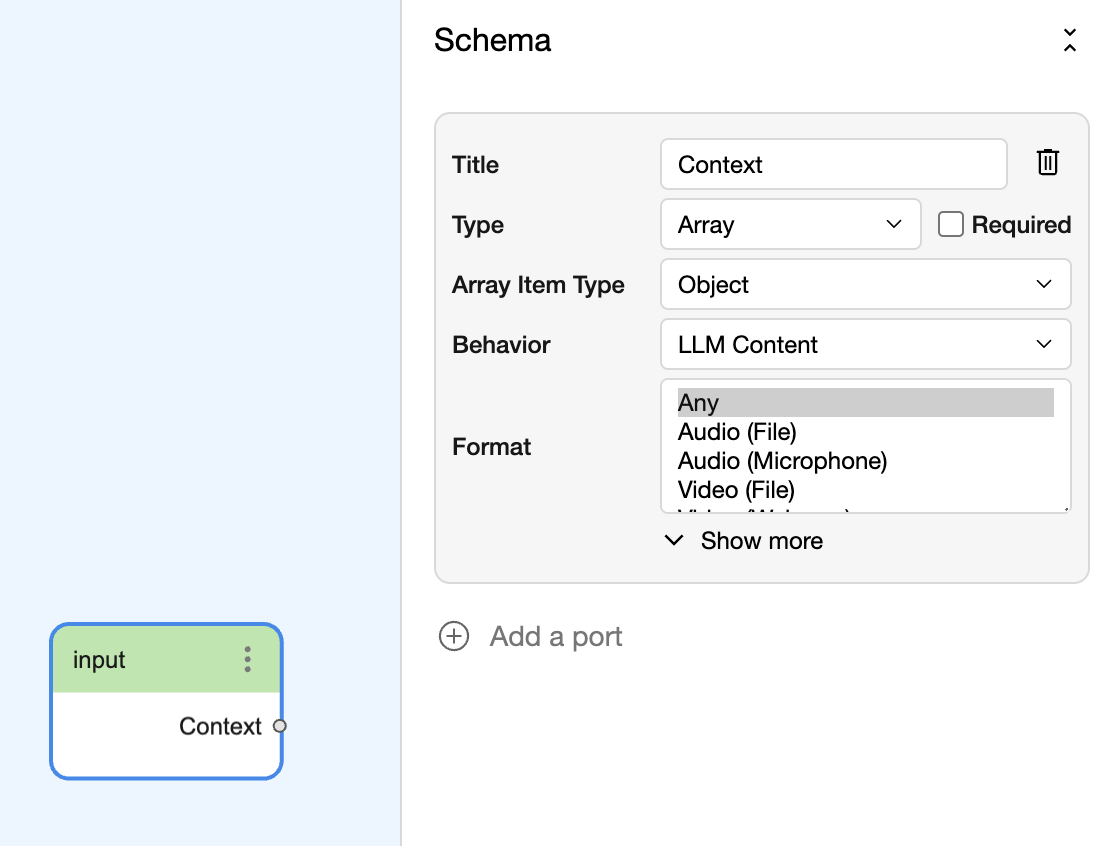 Schema
Title
Context
Type
Array
Required
Array Item Type
Object
Behavior
LLM Content
Format
Any
Audio (File)
Audio (Microphone)
Video (File)
Show more
Add a port
input
Context